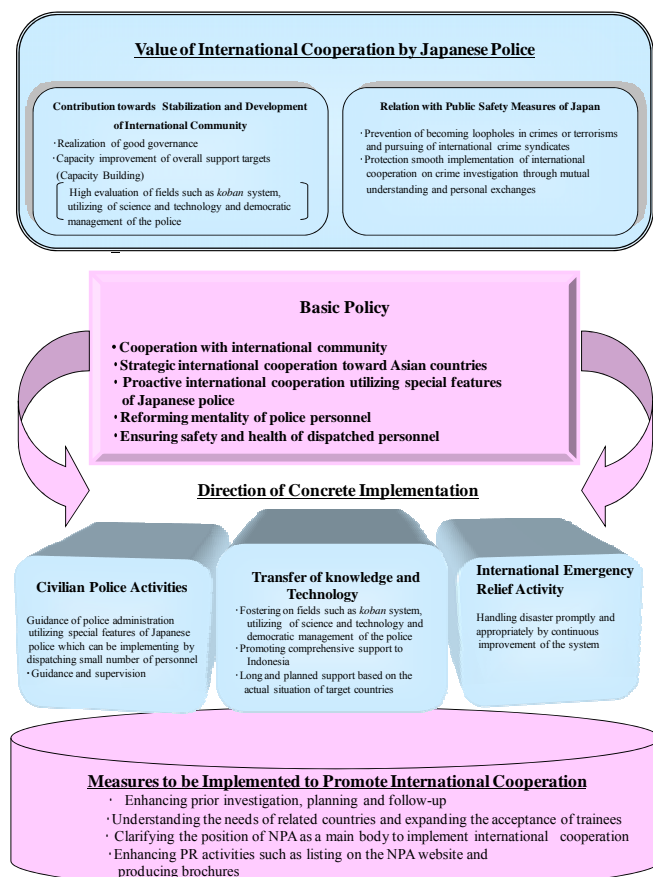 Value of International Cooperation by Japanese Police
Contribution towards Stabilization and Development
of International Community
·Realization of good governance
·Capacity improvement of overall support targets
(Capacity Building)
High evaluation of fields such as koban system,
utilizing of science and technology and democratic
management of the police
Relation with Public Safety Measures of Japan
·Prevention of becoming loopholes in crimes or terrorisms
and pursuing of international crime syndicates
·Protection smooth implementation of international
cooperation on crime investigation through mutual
understanding and personal exchanges
Basic Policy
·Cooperation with international community
·Strategic international cooperation toward Asian countries
·Proactive international cooperation utilizing special features
of Japanese police
·Reforming mentality of police personnel
·Ensuring safety and health of dispatched personnel
Direction of Concrete Implementation
Civilian Police Activities
Guidance of police administration
utilizing special features of Japanese
police which can be implementing by
dispatching small number of personnel
·Guidance and supervision
Transfer of knowledge and
Technology
·Fostering on fields such as koban system,
utilizing of science and technology and
democratic management of the police
·Promoting comprehensive support to
Indonesia
·Long and planned support based on the
actual situation of target countries
International Emergency
Relief Activity
Handling disaster promptly and
appropriately by continuous
improvement of the system
Measures to be Implemented to Promote International Cooperation
· Enhancing prior investigation, planning and follow-up
·Understanding the needs of related countries and expanding the acceptance of trainees
· Clarifying the position of NPA as a main body to implement international cooperation
·Enhancing PR activities such as listing on the NPA website and
producing brochures